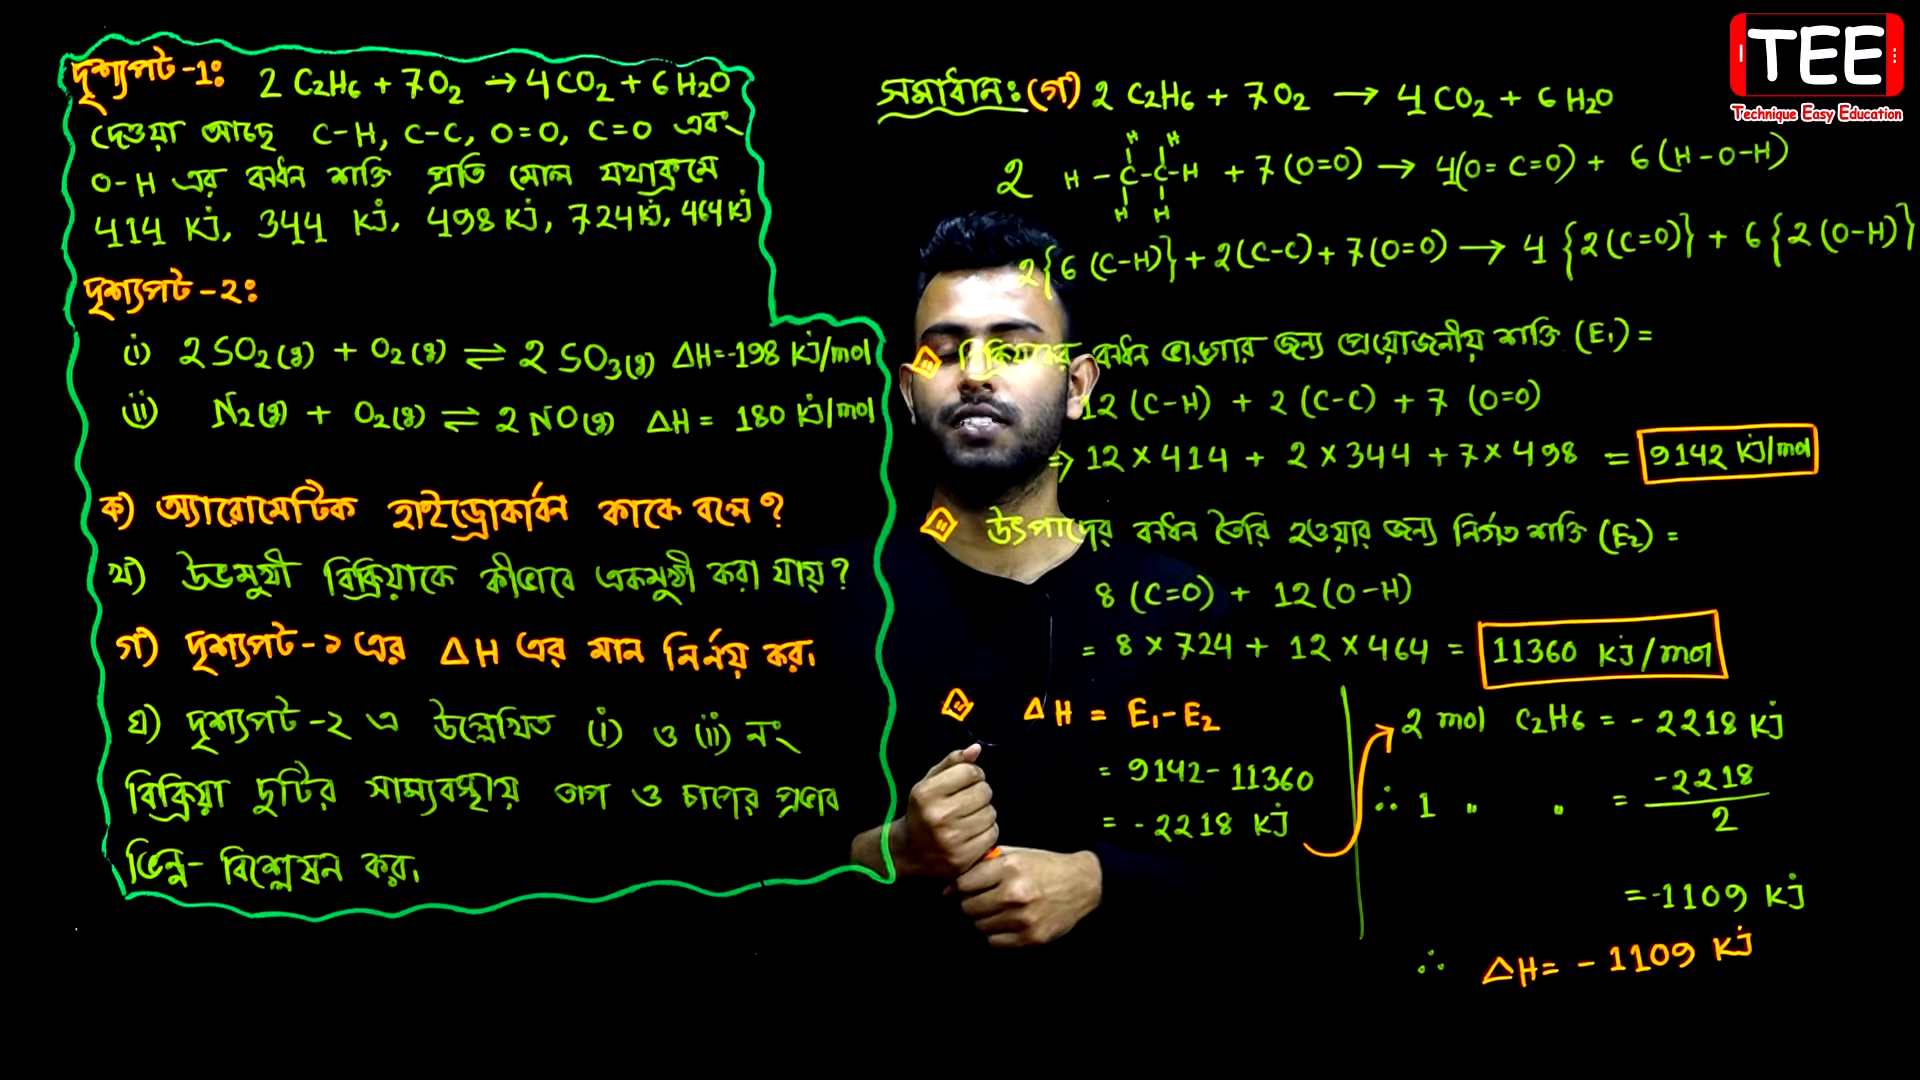 দৃশ্যপট-1: 2 C2H6 + 7O2 → 4CO2 + 6H2O
দেওয়া আছে C-H, C-C, O=O, C=O এবং
O-H এর বন্ধন শক্তি প্রতি মোল যথাক্রমে
414 KJ, 344 KJ, 498 KJ, 724 KJ, 464 KJ
দৃশ্যপট-২:
(i) 2SO2(g) + O2(g) ⇌ 2SO3(g) ΔH=-198 KJ/mol
(ii) N2(g) + O2(g) ⇌ 2NO(g) ΔH = 180 KJ/mol
ক) অ্যারোমেটিক হাইড্রোকার্বন কাকে বলে?
খ) উভমুখী বিক্রিয়াকে কীভাবে একমুখী করা যায়?
গ) দৃশ্যপট-১ এর ΔH এর মান নির্নয় কর।
ঘ) দৃশ্যপট-২ এ উল্লেখিত (i) ও (ii) নং
বিক্রিয়া দুটির সাম্যবস্থায় তাপ ও চাপের প্রভাব
ভিন্ন- বিশ্লেষন কর।
TEE
Technique Easy Education
সমাধান: (গ) 2 C2H6 + 7O2 → 4CO2 + 6H2O
H H
2 H-C-C-H + 7(O=O) → 4(O=C=O) + 6(H-O-H)
H H
2{6(C-H)} + 2(C-C) + 7(O=O) → 4{2(C=O)} + 6{2(O-H)}
বিক্রিয়কের বন্ধন ভাঙার জন্য প্রয়োজনীয় শক্তি (E1) =
12(C-H) + 2(C-C) + 7(O=O)
⇒ 12×414 + 2×344 + 7×498 = 9142 KJ/mol
উৎপাদের বন্ধন তৈরি হওয়ার জন্য নির্গত শক্তি (E2) =
8(C=O) + 12(O-H)
= 8×724 + 12×464 = 11360 KJ/mol
ΔH = E1-E2
= 9142-11360
= -2218 KJ
2 mol C2H6 = -2218 KJ
∴ 1 " " = -2218/2
= -1109 KJ
∴ ΔH = -1109 KJ